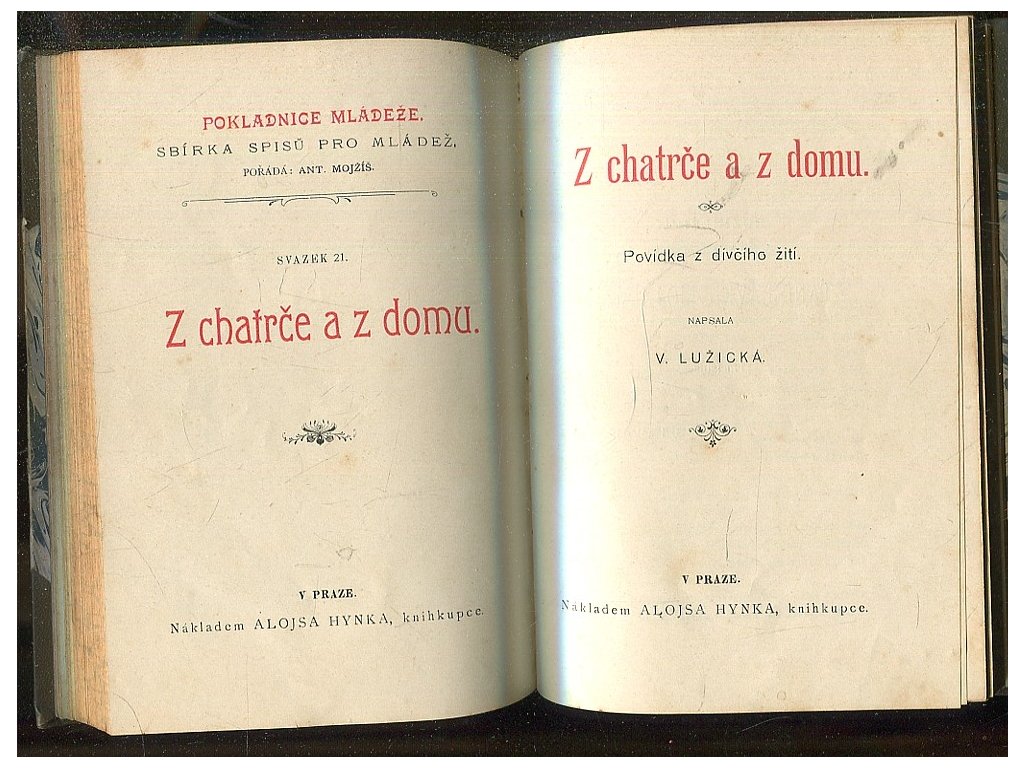 POKLADNICE MLÁDEŽE.
SBÍRKA SPISŮ PRO MLÁDEŽ,
POŘÁDÁ: ANT. MOJŽÍŠ.
SVAZEK 21.
Z chatrče a z domu.
V PRAZE.
Nákladem ALOJSA HYNKA, knihkupce.
Z chatrče a z domu.
Povídka z dívčího žití.
NAPSALA
V. LUŽICKÁ.
V PRAZE.
Nákladem ALOJSA HYNKA, knihkupce.